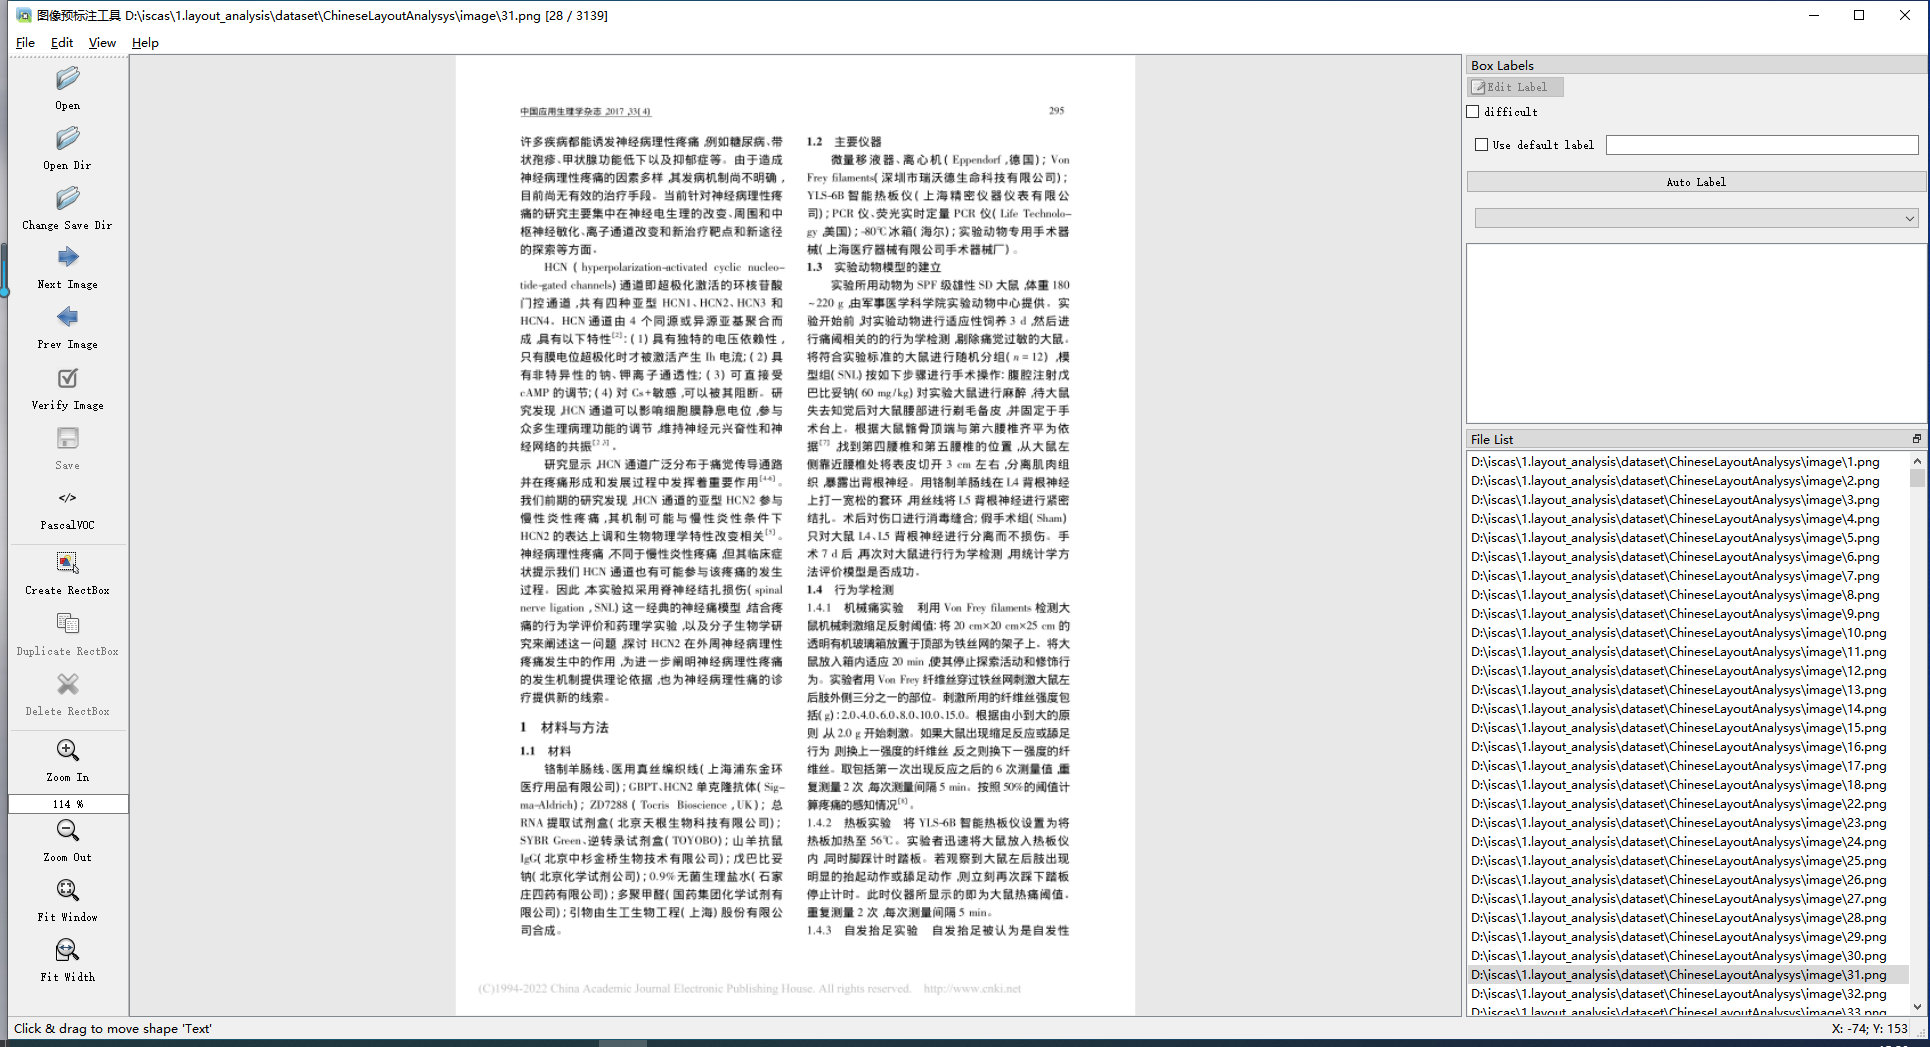 图像预标注工具 D:\iscas\1.layout_analysis\dataset\ChineseLayoutAnalysys\image\31.png [28 / 3139]
File Edit View Help
Open
Open Dir
Change Save Dir
Next Image
Prev Image
Verify Image
Save
</>
PascalVOC
Create RectBox
Duplicate RectBox
Delete RectBox
Zoom In
114 %
Zoom Out
Fit Window
Fit Width
中国应用生理学杂志,2017,33(4)
295
许多疾病都能诱发神经病理性疼痛,例如糖尿病、带
状孢疹、甲状腺功能低下以及抑郁症等。由于造成
神经病理性疼痛的因素多样,其发病机制尚不明确,
目前尚无有效的治疗手段。当前针对神经病理性疼
痛的研究主要集中在神经电生理的改变、周围和中
枢神经敏化、离子通道改变和新治疗靶点和新途径
的探索等方面。
HCN ( hyperpolarization-activated cyclic nucleo-
tide-gated channels)通道即超极化激活的环核苷酸
门控通道,共有四种亚型 HCN1、HCN2、HCN3 和
HCN4。HCN 通道由 4 个同源或异源亚基聚合而
成,具有以下特性[2]:(1)具有独特的电压依赖性,
只有膜电位超极化时才被激活产生 Ih 电流;(2)具
有非特异性的钠、钾离子通透性;(3)可直接受
cAMP 的调节;(4)对 Cs+敏感,可以被其阻断。研
究发现,HCN 通道可以影响细胞膜静息电位,参与
众多生理病理功能的调节,维持神经元兴奋性和神
经网络的共振[2,3]。
研究显示,HCN 通道广泛分布于痛觉传导通路
并在疼痛形成和发展过程中发挥着重要作用[4-6]。
我们前期的研究发现,HCN 通道的亚型 HCN2 参与
慢性炎性疼痛,其机制可能与慢性炎性条件下
HCN2 的表达上调和生物物理学特性改变相关[5]。
神经病理性疼痛,不同于慢性炎性疼痛,但其临床症
状提示我们 HCN 通道也有可能参与该疼痛的发生
过程。因此,本实验拟采用脊神经结扎损伤(spinal
nerve ligation,SNL)这一经典的神经痛模型,结合疼
痛的行为学评价和药理学实验,以及分子生物学研
究来阐述这一问题,探讨 HCN2 在外周神经病理性
疼痛发生中的作用,为进一步阐明神经病理性疼痛
的发生机制提供理论依据,也为神经病理性痛的诊
疗提供新的线索。
1 材料与方法
1.1 材料
铬制羊肠线、医用真丝编织线(上海浦东金环
医疗用品有限公司);GBPT、HCN2 单克隆抗体(Sig-
ma-Aldrich);ZD7288(Tocris Bioscience,UK);总
RNA 提取试剂盒(北京天根生物科技有限公司);
SYBR Green、逆转录试剂盒(TOYOBO);山羊抗鼠
IgG(北京中杉金桥生物技术有限公司);戊巴比妥
钠(北京化学试剂公司);0.9%无菌生理盐水(石家
庄四药有限公司);多聚甲醛(国药集团化学试剂有
限公司);引物由生工生物工程(上海)股份有限公
司合成。
1.2 主要仪器
微量移液器、离心机(Eppendorf,德国);Von
Frey filaments(深圳市瑞沃德生命科技有限公司);
YLS-6B 智能热板仪(上海精密仪器仪表有限公
司);PCR 仪、荧光实时定量 PCR 仪(Life Technolo-
gy,美国);-80℃冰箱(海尔);实验动物专用手术器
械(上海医疗器械有限公司手术器械厂)。
1.3 实验动物模型的建立
实验所用动物为 SPF 级雄性 SD 大鼠,体重 180
~220 g,由军事医学科学院实验动物中心提供。实
验开始前,对实验动物进行适应性饲养 3 d,然后进
行痛阈相关的的行为学检测,剔除痛觉过敏的大鼠。
将符合实验标准的大鼠进行随机分组(n=12),模
型组(SNL)按如下步骤进行手术操作:腹腔注射戊
巴比妥钠(60 mg/kg)对实验大鼠进行麻醉,待大鼠
失去知觉后对大鼠腰部进行剃毛备皮,并固定于手
术台上。根据大鼠髂骨顶端与第六腰椎齐平为依
据[7],找到第四腰椎和第五腰椎的位置,从大鼠左
侧靠近腰椎处将表皮切开 3 cm 左右,分离肌肉组
织,暴露出背根神经。用铬制羊肠线在 L4 背根神经
上打一宽松的套环,用丝线将 L5 背根神经进行紧密
结扎。术后对伤口进行消毒缝合;假手术组(Sham)
只对大鼠 L4、L5 背根神经进行分离而不损伤。手
术 7 d 后,再次对大鼠进行行为学检测,用统计学方
法评价模型是否成功。
1.4 行为学检测
1.4.1 机械痛实验 利用 Von Frey filaments 检测大
鼠机械刺激缩足反射阈值:将 20 cm×20 cm×25 cm 的
透明有机玻璃箱放置于顶部为铁丝网的架子上。将大
鼠放入箱内适应 20 min,使其停止探索活动和修饰行
为。实验者用 Von Frey 纤维丝穿过铁丝网刺激大鼠左
后肢外侧三分之一的部位。刺激所用的纤维丝强度包
括(g):2.0、4.0、6.0、8.0、10.0、15.0。根据由小到大的原
则,从 2.0 g 开始刺激。如果大鼠出现缩足反应或舔足
行为,则换上一强度的纤维丝,反之则换下一强度的纤
维丝。取包括第一次出现反应之后的 6 次测量值,重
复测量 2 次,每次测量间隔 5 min。按照 50%的阈值计
算疼痛的感知情况[8]。
1.4.2 热板实验 将 YLS-6B 智能热板仪设置为将
热板加热至 56℃。实验者迅速将大鼠放入热板仪
内,同时脚踩计时踏板。若观察到大鼠左后肢出现
明显的抬起动作或舔足动作,则立刻再次踩下踏板
停止计时。此时仪器所显示的即为大鼠热痛阈值。
重复测量 2 次,每次测量间隔 5 min。
1.4.3 自发抬足实验 自发抬足被认为是自发性
(C)1994-2022 China Academic Journal Electronic Publishing House. All rights reserved. http://www.cnki.net
Box Labels
Edit Label
difficult
Use default label
Auto Label
File List
D:\iscas\1.layout_analysis\dataset\ChineseLayoutAnalysys\image\1.png
D:\iscas\1.layout_analysis\dataset\ChineseLayoutAnalysys\image\2.png
D:\iscas\1.layout_analysis\dataset\ChineseLayoutAnalysys\image\3.png
D:\iscas\1.layout_analysis\dataset\ChineseLayoutAnalysys\image\4.png
D:\iscas\1.layout_analysis\dataset\ChineseLayoutAnalysys\image\5.png
D:\iscas\1.layout_analysis\dataset\ChineseLayoutAnalysys\image\6.png
D:\iscas\1.layout_analysis\dataset\ChineseLayoutAnalysys\image\7.png
D:\iscas\1.layout_analysis\dataset\ChineseLayoutAnalysys\image\8.png
D:\iscas\1.layout_analysis\dataset\ChineseLayoutAnalysys\image\9.png
D:\iscas\1.layout_analysis\dataset\ChineseLayoutAnalysys\image\10.png
D:\iscas\1.layout_analysis\dataset\ChineseLayoutAnalysys\image\11.png
D:\iscas\1.layout_analysis\dataset\ChineseLayoutAnalysys\image\12.png
D:\iscas\1.layout_analysis\dataset\ChineseLayoutAnalysys\image\13.png
D:\iscas\1.layout_analysis\dataset\ChineseLayoutAnalysys\image\14.png
D:\iscas\1.layout_analysis\dataset\ChineseLayoutAnalysys\image\15.png
D:\iscas\1.layout_analysis\dataset\ChineseLayoutAnalysys\image\16.png
D:\iscas\1.layout_analysis\dataset\ChineseLayoutAnalysys\image\17.png
D:\iscas\1.layout_analysis\dataset\ChineseLayoutAnalysys\image\18.png
D:\iscas\1.layout_analysis\dataset\ChineseLayoutAnalysys\image\22.png
D:\iscas\1.layout_analysis\dataset\ChineseLayoutAnalysys\image\23.png
D:\iscas\1.layout_analysis\dataset\ChineseLayoutAnalysys\image\24.png
D:\iscas\1.layout_analysis\dataset\ChineseLayoutAnalysys\image\25.png
D:\iscas\1.layout_analysis\dataset\ChineseLayoutAnalysys\image\26.png
D:\iscas\1.layout_analysis\dataset\ChineseLayoutAnalysys\image\27.png
D:\iscas\1.layout_analysis\dataset\ChineseLayoutAnalysys\image\28.png
D:\iscas\1.layout_analysis\dataset\ChineseLayoutAnalysys\image\29.png
D:\iscas\1.layout_analysis\dataset\ChineseLayoutAnalysys\image\30.png
D:\iscas\1.layout_analysis\dataset\ChineseLayoutAnalysys\image\31.png
D:\iscas\1.layout_analysis\dataset\ChineseLayoutAnalysys\image\32.png
D:\iscas\1.layout_analysis\dataset\ChineseLayoutAnalysys\image\33.png
Click & drag to move shape 'Text'
X: -74; Y: 153